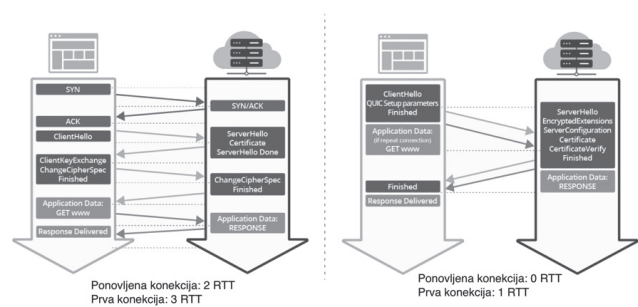 SYN
SYN/ACK
ACK
ClientHello
ServerHello
Certificate
ServerHello Done
ClientKeyExchange
ChangeCipherSpec
Finished
ChangeCipherSpec
Finished
Application Data:
GET www
Application Data:
RESPONSE
Response Delivered
Ponovljena konekcija: 2 RTT
Prva konekcija: 3 RTT
ClientHello
QUIC Setup parameters
Finished
Application Data:
(if repeat connection)
GET www
ServerHello
EncryptedExtensions
ServerConfiguration
Certificate
CertificateVerify
Finished
Finished
Application Data:
RESPONSE
Response Delivered
Ponovljena konekcija: 0 RTT
Prva konekcija: 1 RTT